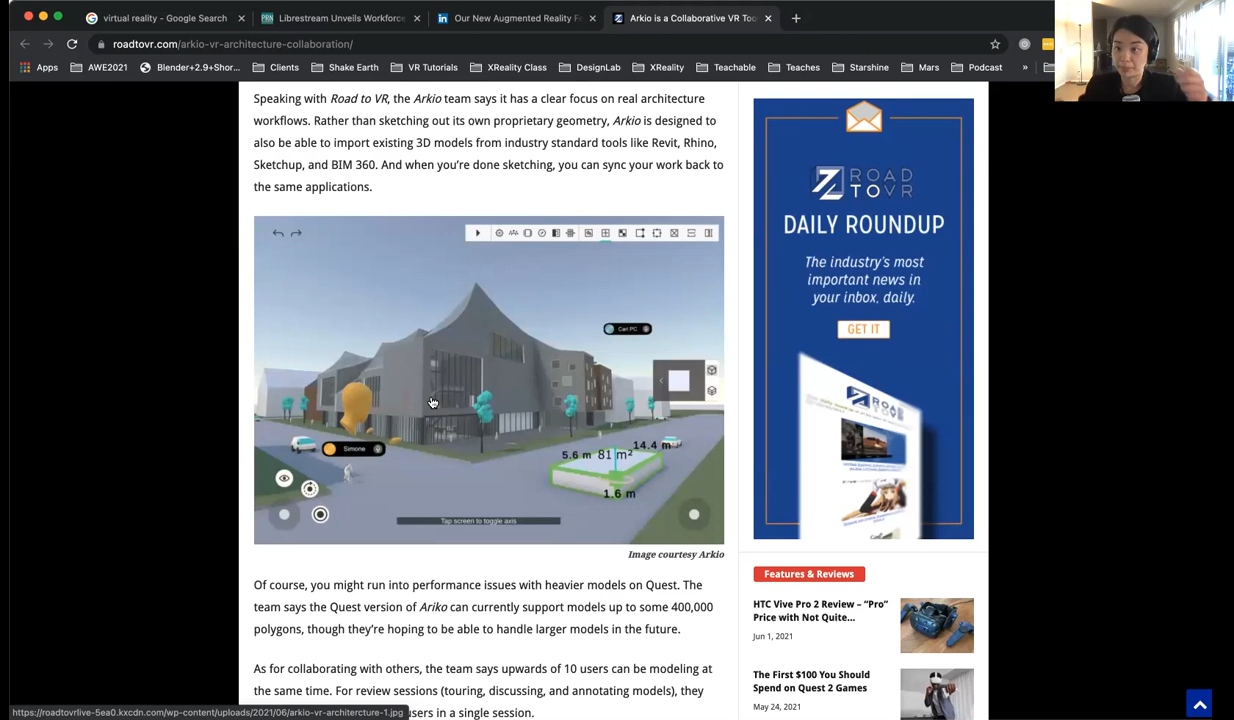 virtual reality - Google Search
Librestream Unveils Workforce
Our New Augmented Reality Fe
Arkio is a Collaborative VR Too
roadtovr.com/arkio-vr-architecture-collaboration/
Apps
AWE2021
Blender+2.9+Shor...
Clients
Shake Earth
VR Tutorials
XReality Class
DesignLab
XReality
Teachable
Teaches
Starshine
Mars
Podcast
»
Speaking with Road to VR, the Arkio team says it has a clear focus on real architecture
workflows. Rather than sketching out its own proprietary geometry, Arkio is designed to
also be able to import existing 3D models from industry standard tools like Revit, Rhino,
Sketchup, and BIM 360. And when you’re done sketching, you can sync your work back to
the same applications.
Carl PC
Simone
5.6 m 81 m² 14.4 m
1.6 m
Tap screen to toggle axis
Image courtesy Arkio
Of course, you might run into performance issues with heavier models on Quest. The
team says the Quest version of Ariko can currently support models up to some 400,000
polygons, though they’re hoping to be able to handle larger models in the future.
As for collaborating with others, the team says upwards of 10 users can be modeling at
the same time. For review sessions (touring, discussing, and annotating models), they
users in a single session.
https://roadtovrlive-5ea0.kxcdn.com/wp-content/uploads/2021/06/arkio-vr-architercture-1.jpg
ROAD
TOVR
DAILY ROUNDUP
The industry's most
important news in
your inbox, daily.
GET IT
ROAD
Features & Reviews
HTC Vive Pro 2 Review – “Pro”
Price with Not Quite...
Jun 1, 2021
The First $100 You Should
Spend on Quest 2 Games
May 24, 2021